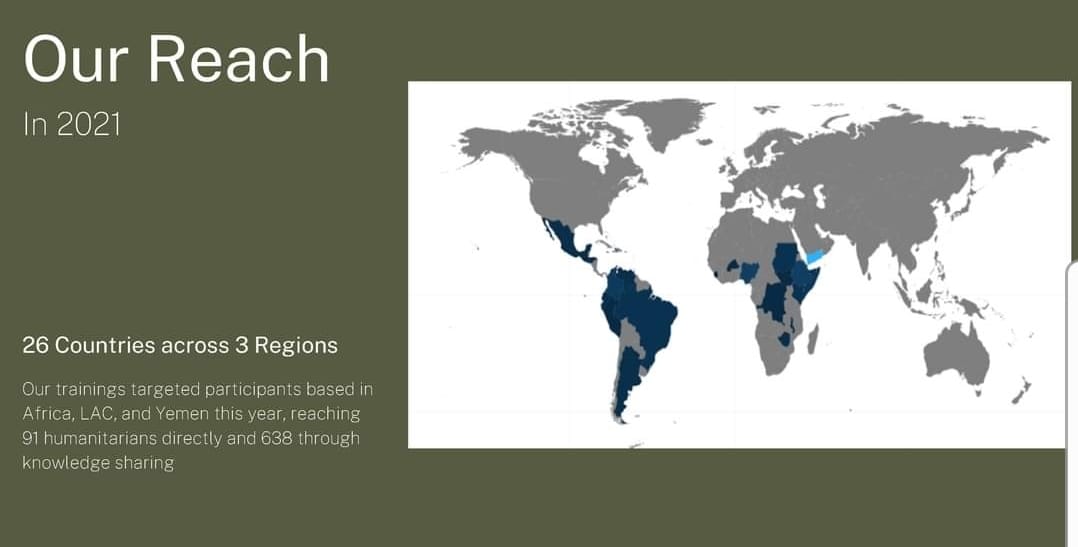 Our Reach
In 2021
26 Countries across 3 Regions
Our trainings targeted participants based in
Africa, LAC, and Yemen this year, reaching
91 humanitarians directly and 638 through
knowledge sharing